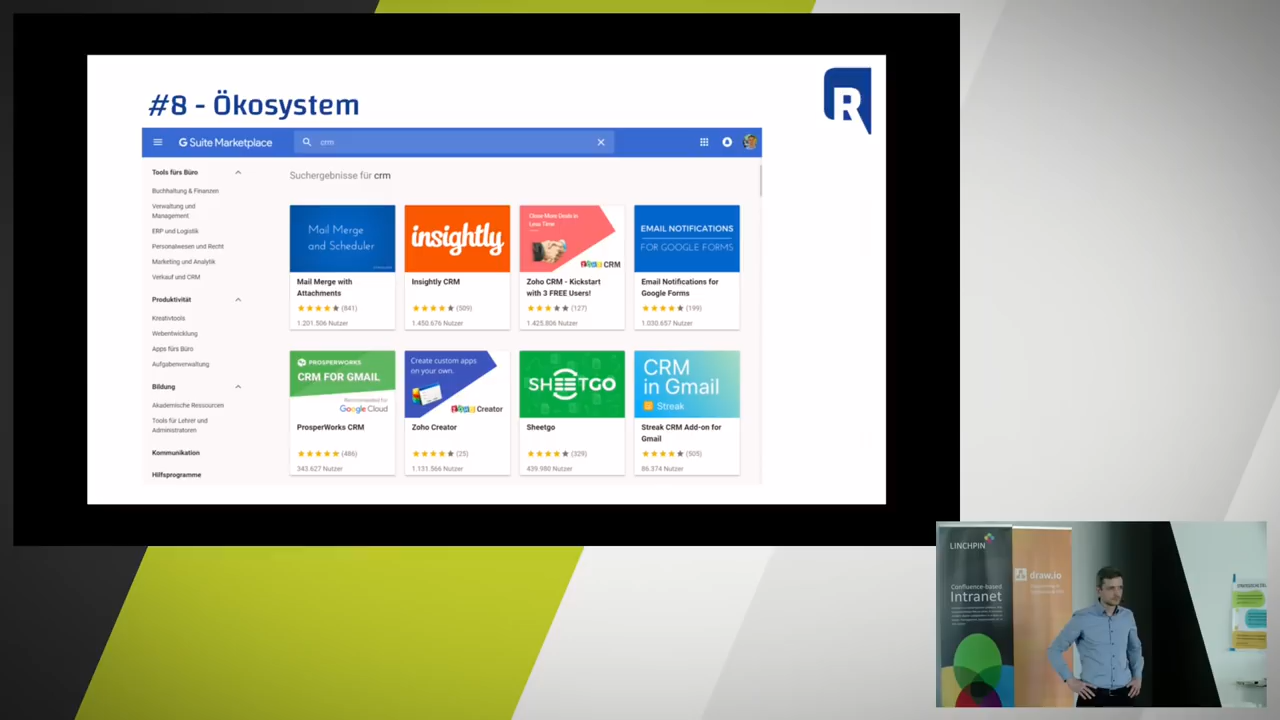 #8 - Ökosystem
R
G Suite Marketplace
crm
Tools fürs Büro
Buchhaltung & Finanzen
Verwaltung und
Management
ERP und Logistik
Personalwesen und Recht
Marketing und Analytik
Verkauf und CRM
Produktivität
Kreativtools
Webentwicklung
Apps fürs Büro
Aufgabenverwaltung
Bildung
Akademische Ressourcen
Tools für Lehrer und
Administratoren
Kommunikation
Hilfsprogramme
Suchergebnisse für crm
Mail Merge
and Scheduler
Mail Merge with
Attachments
(841)
1.201.506 Nutzer
insightly
Insightly CRM
(509)
1.450.676 Nutzer
Close More Deals in
Less Time
ZOHO CRM
Zoho CRM - Kickstart
with 3 FREE Users!
(127)
1.425.806 Nutzer
EMAIL NOTIFICATIONS
FOR GOOGLE FORMS
Email Notifications for
Google Forms
(199)
1.030.657 Nutzer
PROSPERWORKS
CRM FOR GMAIL
Recommended for
Google Cloud
ProsperWorks CRM
(486)
343.627 Nutzer
Create custom apps
on your own.
ZOHO Creator
Zoho Creator
(25)
1.131.566 Nutzer
SHEETGO
Sheetgo
(329)
439.980 Nutzer
CRM
in Gmail
Streak
Streak CRM Add-on for
Gmail
(505)
86.374 Nutzer
LINCHPIN
Confluence-based
Intranet
draw.io